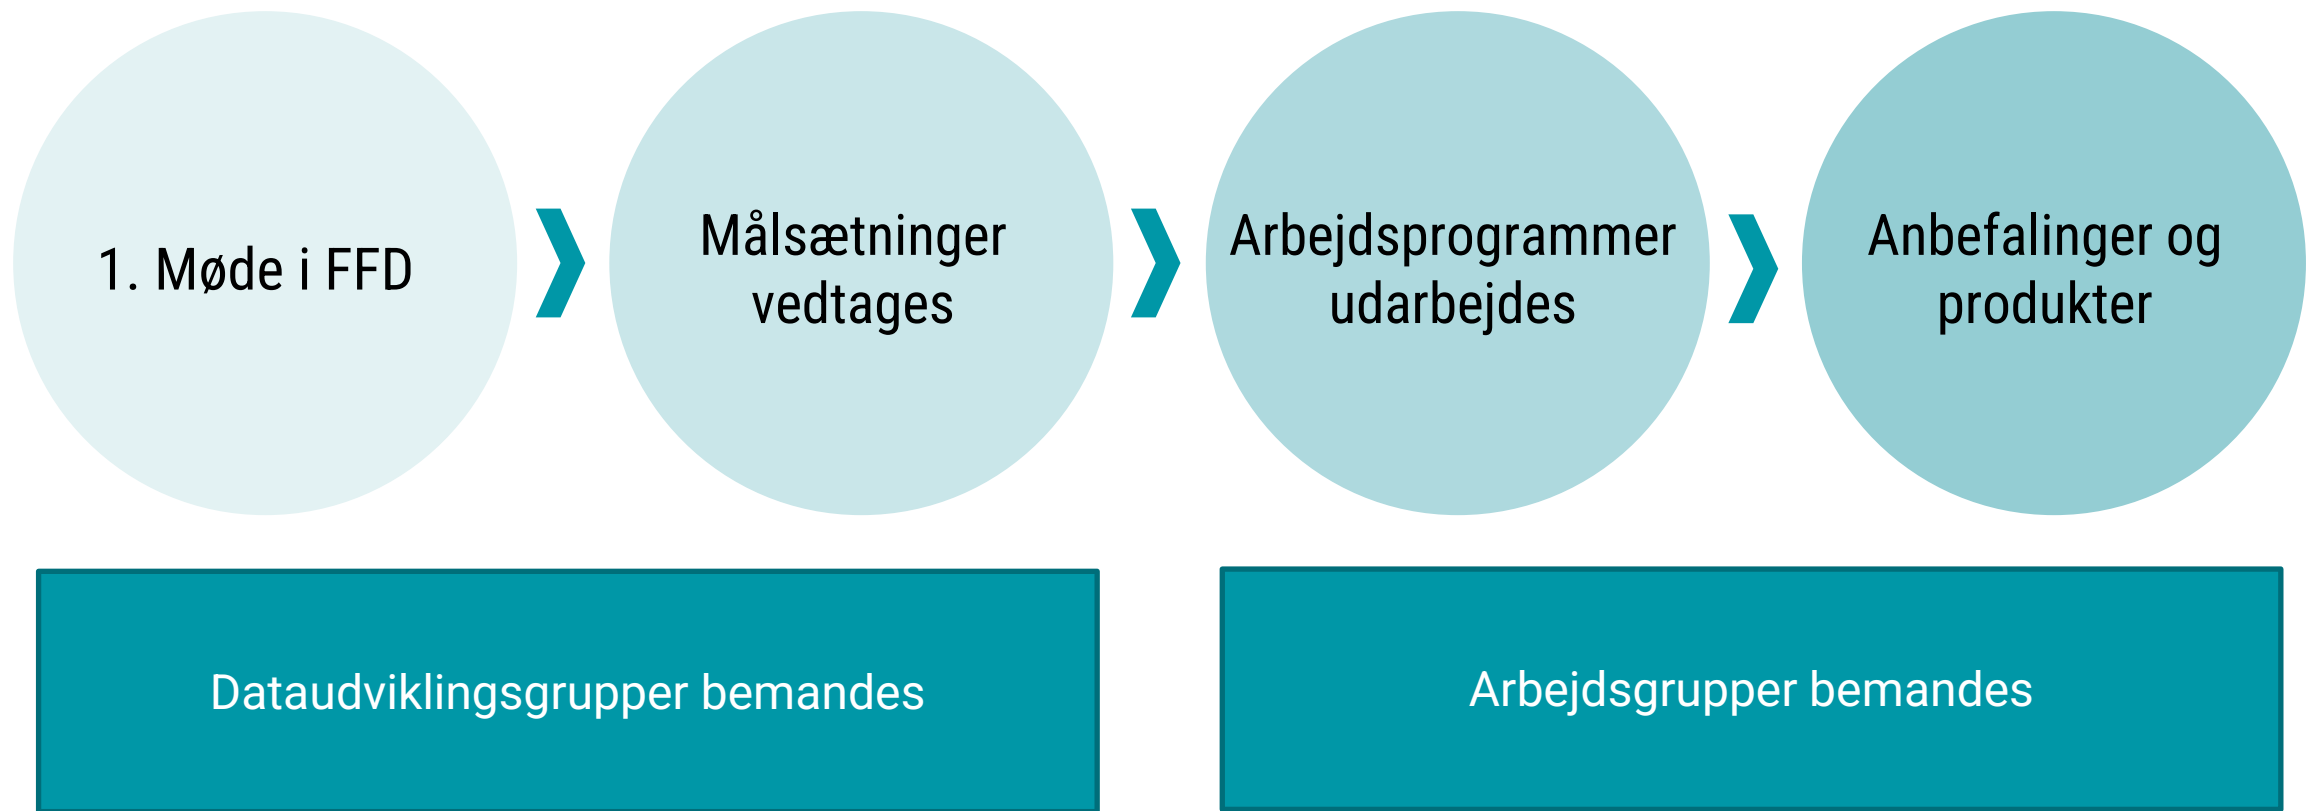 1. Møde i FFD
Målsætninger
vedtages
Arbejdsprogrammer
udarbejdes
Anbefalinger og
produkter
Dataudviklingsgrupper bemandes
Arbejdsgrupper bemandes